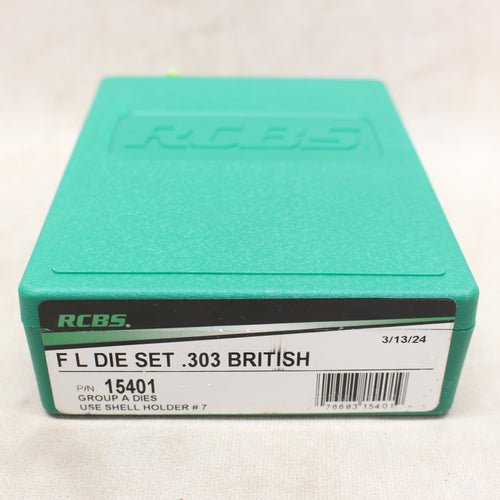 RCBS
RCBS.
3/13/24
F L DIE SET .303 BRITISH
P/N 15401
GROUP A DIES
USE SHELL HOLDER # 7
76683 15401